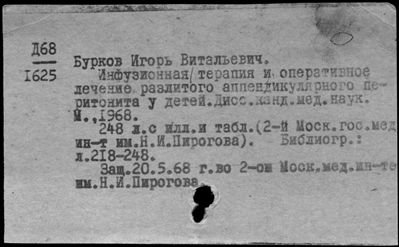 Д68
1625
Бурков Игорь Витальевич.
Инфузионная терапия и оперативное
лечение разлитого аппендикулярного пе-
ритонита у детей. Дисс.канд.мед.наук.
М.,1968.
248 л.с илл.и табл.(2-й Моск.гос.мед
ин-т им.Н.И.Пирогова). Библиогр.:
л.218-248.
Защ.20.5.68 г.во 2-ом Моск.мед.ин-те
им.Н.И.Пирогова